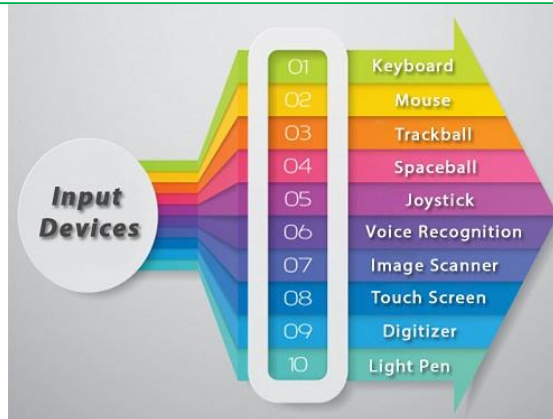 Input
Devices
01 Keyboard
02 Mouse
03 Trackball
04 Spaceball
05 Joystick
06 Voice Recognition
07 Image Scanner
08 Touch Screen
09 Digitizer
10 Light Pen